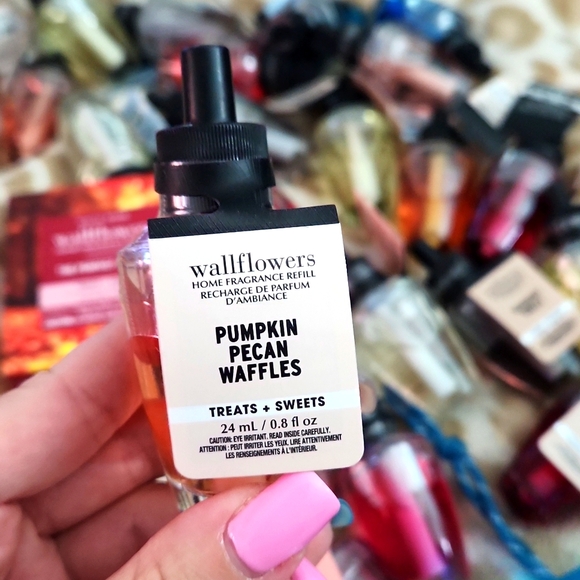 wallflowers
HOME FRAGRANCE REFILL
RECHARGE DE PARFUM
D'AMBIANCE
PUMPKIN
PECAN
WAFFLES
TREATS + SWEETS
24 mL / 0.8 fl oz
CAUTION: EYE IRRITANT. READ INSIDE CAREFULLY.
ATTENTION : PEUT IRRITER LES YEUX. LIRE ATTENTIVEMENT
LES RENSEIGNEMENTS À L'INTÉRIEUR.
wallflowers